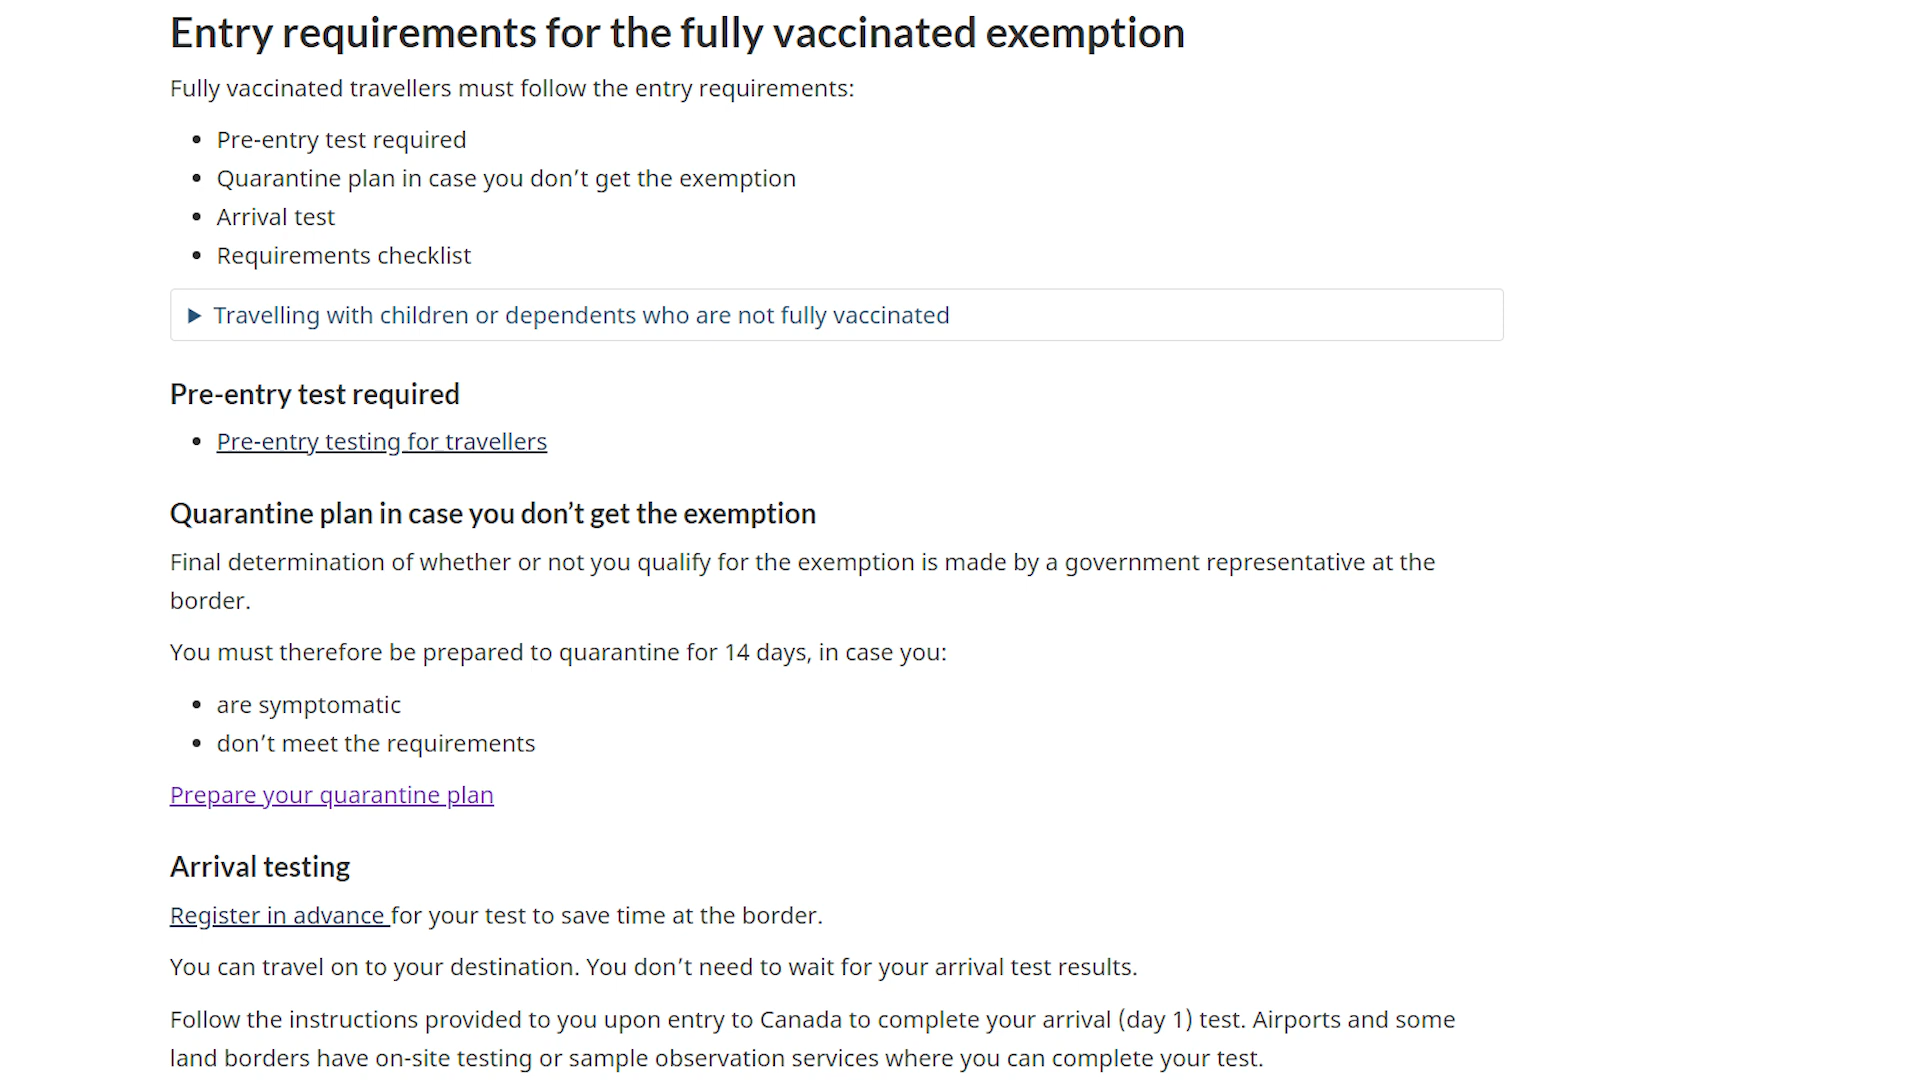 Entry requirements for the fully vaccinated exemption
Fully vaccinated travellers must follow the entry requirements:
Pre-entry test required
Quarantine plan in case you don’t get the exemption
Arrival test
Requirements checklist
Travelling with children or dependents who are not fully vaccinated
Pre-entry test required
Pre-entry testing for travellers
Quarantine plan in case you don’t get the exemption
Final determination of whether or not you qualify for the exemption is made by a government representative at the
border.
You must therefore be prepared to quarantine for 14 days, in case you:
are symptomatic
don’t meet the requirements
Prepare your quarantine plan
Arrival testing
Register in advance for your test to save time at the border.
You can travel on to your destination. You don’t need to wait for your arrival test results.
Follow the instructions provided to you upon entry to Canada to complete your arrival (day 1) test. Airports and some
land borders have on-site testing or sample observation services where you can complete your test.